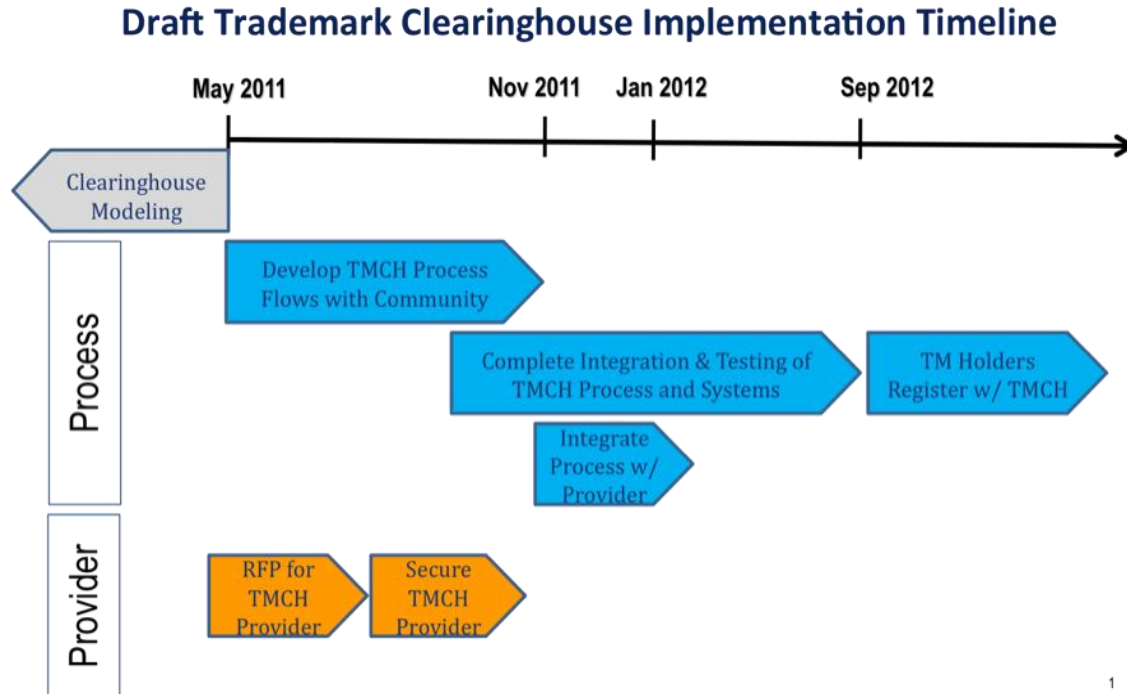 Draft Trademark Clearinghouse Implementation Timeline
May 2011
Nov 2011
Jan 2012
Sep 2012
Clearinghouse
Modeling
Process
Develop TMCH Process
Flows with Community
Complete Integration & Testing of
TMCH Process and Systems
TM Holders
Register w/ TMCH
Integrate
Process w/
Provider
Provider
RFP for
TMCH
Provider
Secure
TMCH
Provider
1